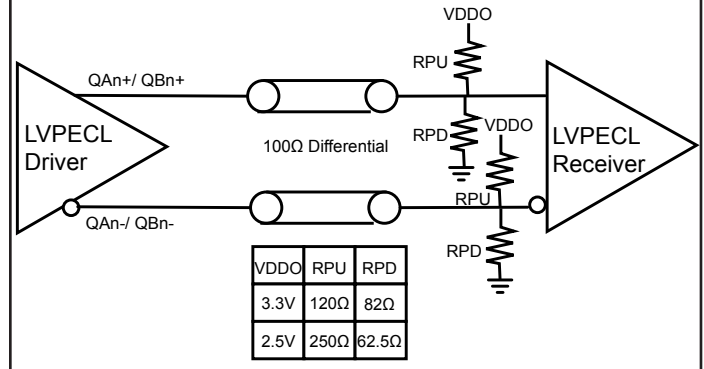 VDDO
RPU
QAn+/ QBn+
LVPECL
Driver
100Ω Differential
RPD
VDDO
LVPECL
Receiver
RPU
QAn-/ QBn-
RPD
VDDO RPU RPD
3.3V 120Ω 82Ω
2.5V 250Ω 62.5Ω